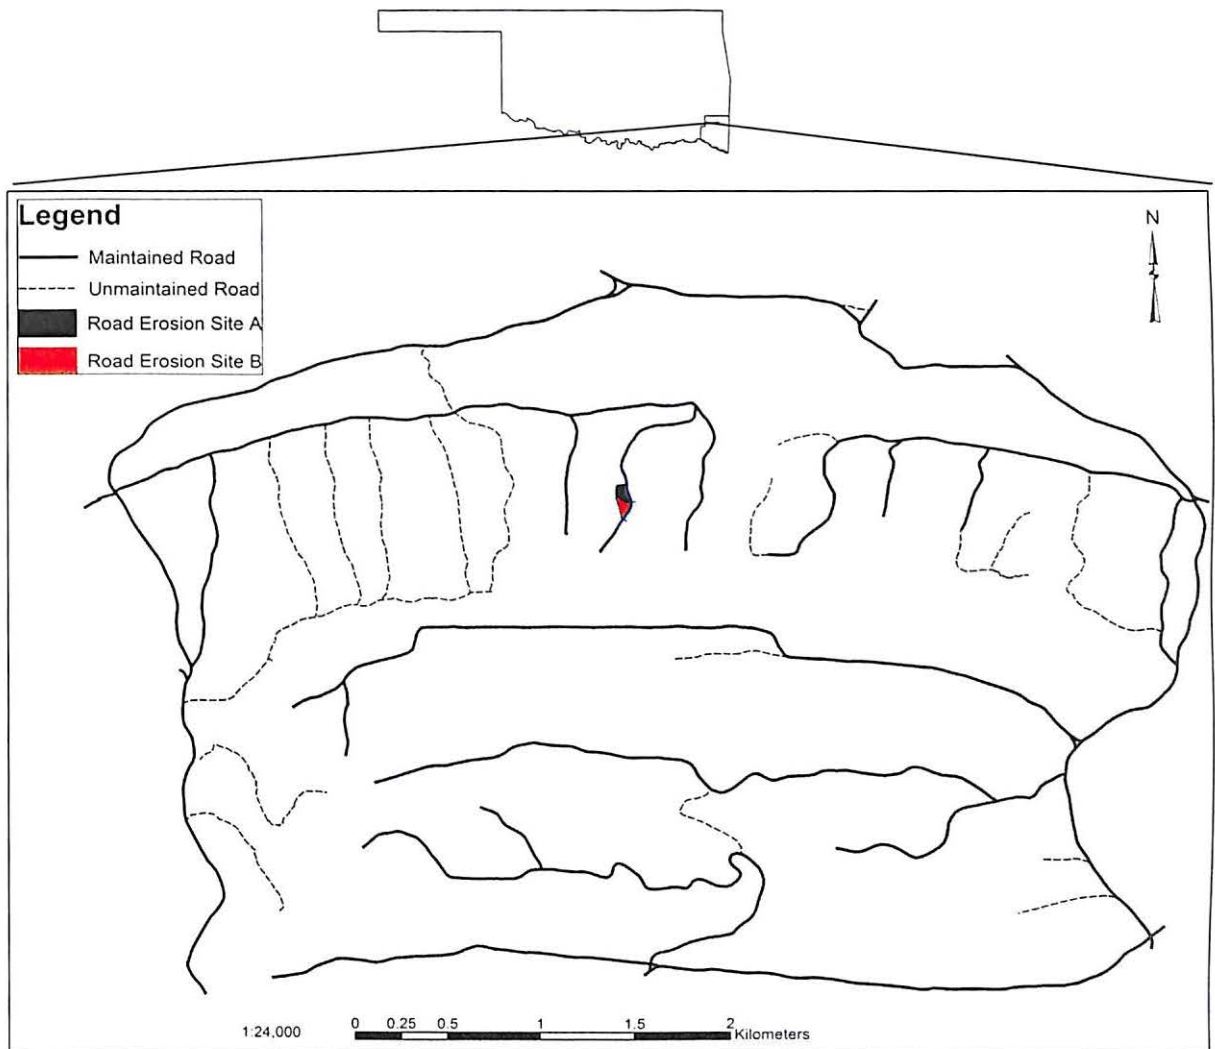 Legend
N
Maintained Road
Unmaintained Road
Road Erosion Site A
Road Erosion Site B
1:24,000
0 0.25 0.5 1 1.5 2
Kilometers